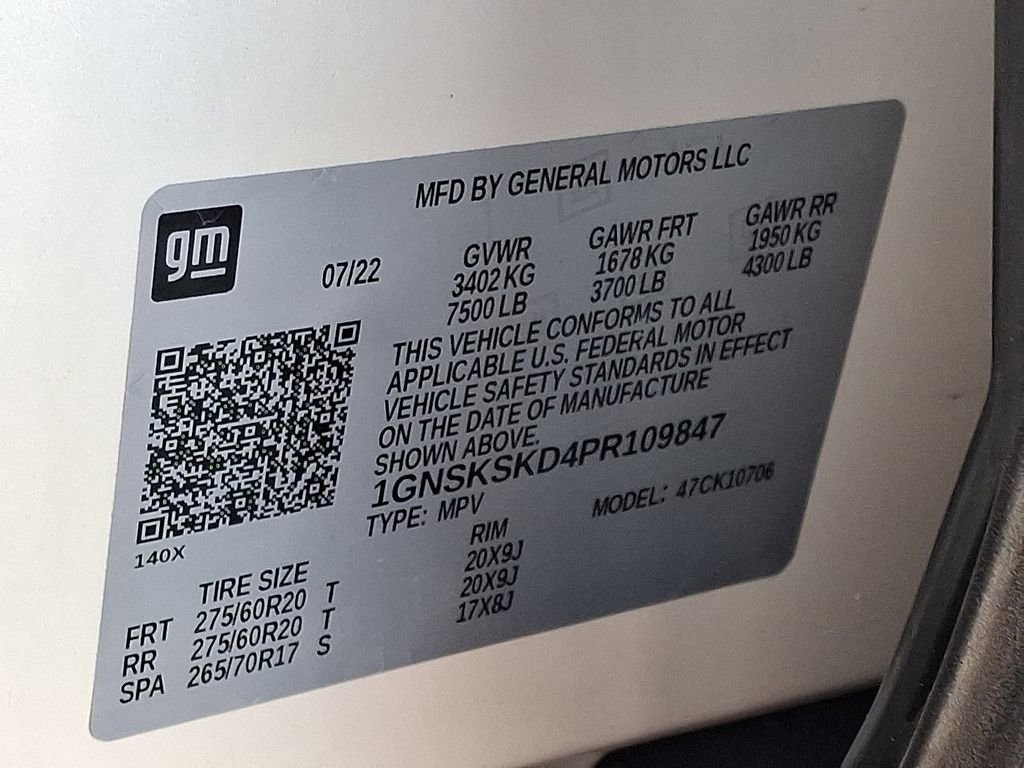 MFD BY GENERAL MOTORS LLC
gm
07/22
GVWR
3402 KG
7500 LB
GAWR FRT
1678 KG
3700 LB
GAWR RR
1950 KG
4300 LB
THIS VEHICLE CONFORMS TO ALL
APPLICABLE U.S. FEDERAL MOTOR
VEHICLE SAFETY STANDARDS IN EFFECT
ON THE DATE OF MANUFACTURE
SHOWN ABOVE.
1GNSKSKD4PR109847
TYPE: MPV
MODEL: 47CK10706
140X
TIRE SIZE RIM
FRT 275/60R20 T 20X9J
RR 275/60R20 T 20X9J
SPA 265/70R17 S 17X8J